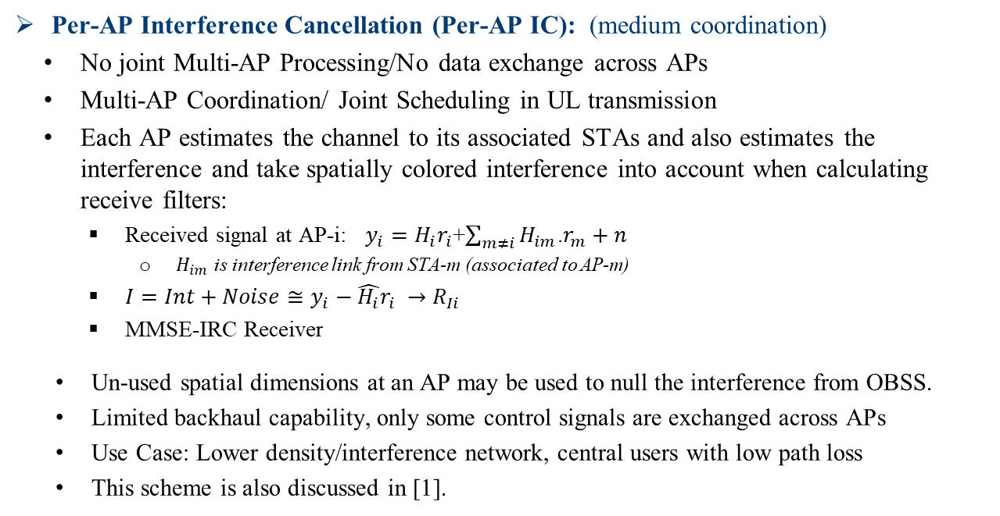 ➢ Per-AP Interference Cancellation (Per-AP IC): (medium coordination)
• No joint Multi-AP Processing/No data exchange across APs
• Multi-AP Coordination/ Joint Scheduling in UL transmission
• Each AP estimates the channel to its associated STAs and also estimates the
interference and take spatially colored interference into account when calculating
receive filters:
▪ Received signal at AP-i: $y_i = H_i r_i + \sum_{m \neq i} H_{im} . r_m + n$
○ $H_{im}$ is interference link from STA-m (associated to AP-m)
▪ $I = Int + Noise \cong y_i - \widehat{H_i} r_i \rightarrow R_{Ii}$
▪ MMSE-IRC Receiver
• Un-used spatial dimensions at an AP may be used to null the interference from OBSS.
• Limited backhaul capability, only some control signals are exchanged across APs
• Use Case: Lower density/interference network, central users with low path loss
• This scheme is also discussed in [1].